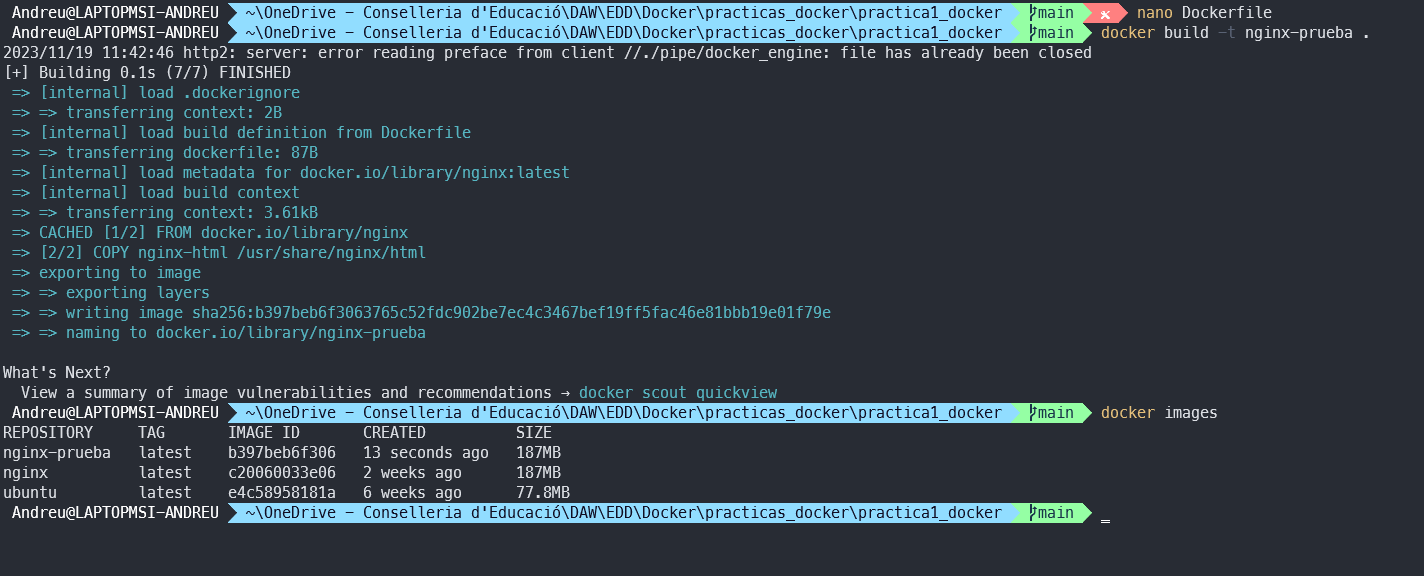 Andreu@LAPTOPMSI-ANDREU ~\OneDrive - Conselleria d'Educació\DAW\EDD\Docker\practicas_docker\practica1_docker main × nano Dockerfile
Andreu@LAPTOPMSI-ANDREU ~\OneDrive - Conselleria d'Educació\DAW\EDD\Docker\practicas_docker\practica1_docker main docker build -t nginx-prueba .
2023/11/19 11:42:46 http2: server: error reading preface from client //./pipe/docker_engine: file has already been closed
[+] Building 0.1s (7/7) FINISHED
=> [internal] load .dockerignore
=> => transferring context: 2B
=> [internal] load build definition from Dockerfile
=> => transferring dockerfile: 87B
=> [internal] load metadata for docker.io/library/nginx:latest
=> [internal] load build context
=> => transferring context: 3.61kB
=> CACHED [1/2] FROM docker.io/library/nginx
=> [2/2] COPY nginx-html /usr/share/nginx/html
=> exporting to image
=> => exporting layers
=> => writing image sha256:b397beb6f3063765c52fdc902be7ec4c3467bef19ff5fac46e81bbb19e01f79e
=> => naming to docker.io/library/nginx-prueba
What's Next?
View a summary of image vulnerabilities and recommendations → docker scout quickview
Andreu@LAPTOPMSI-ANDREU ~\OneDrive - Conselleria d'Educació\DAW\EDD\Docker\practicas_docker\practica1_docker main docker images
REPOSITORY TAG IMAGE ID CREATED SIZE
nginx-prueba latest b397beb6f306 13 seconds ago 187MB
nginx latest c20060033e06 2 weeks ago 187MB
ubuntu latest e4c58958181a 6 weeks ago 77.8MB
Andreu@LAPTOPMSI-ANDREU ~\OneDrive - Conselleria d'Educació\DAW\EDD\Docker\practicas_docker\practica1_docker main _